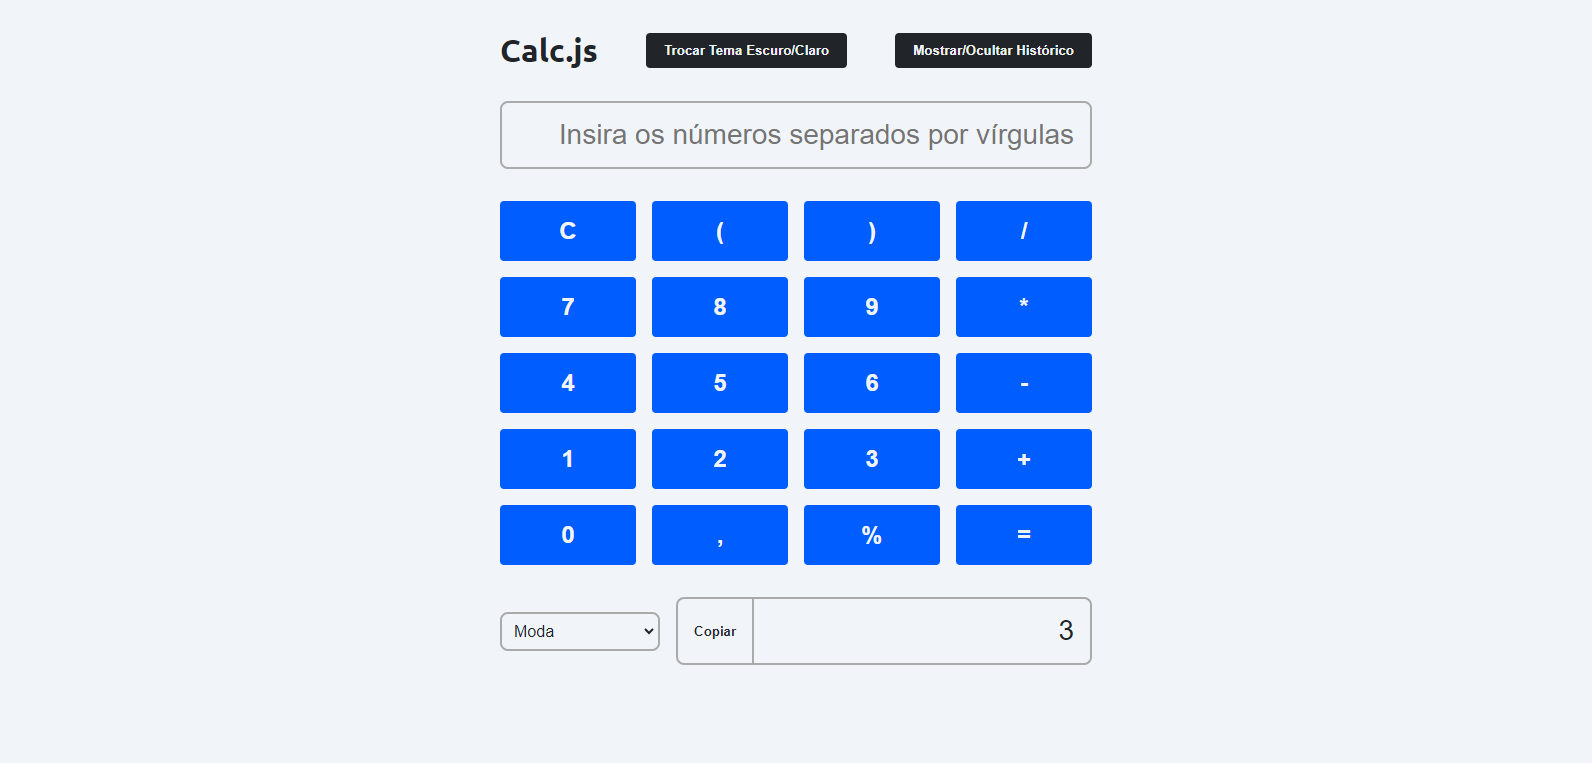 Calc.js Trocar Tema Escuro/Claro Mostrar/Ocultar Histórico
Insira os números separados por vírgulas
C ( ) /
7 8 9 *
4 5 6 -
1 2 3 +
0 , % =
Moda Copiar 3